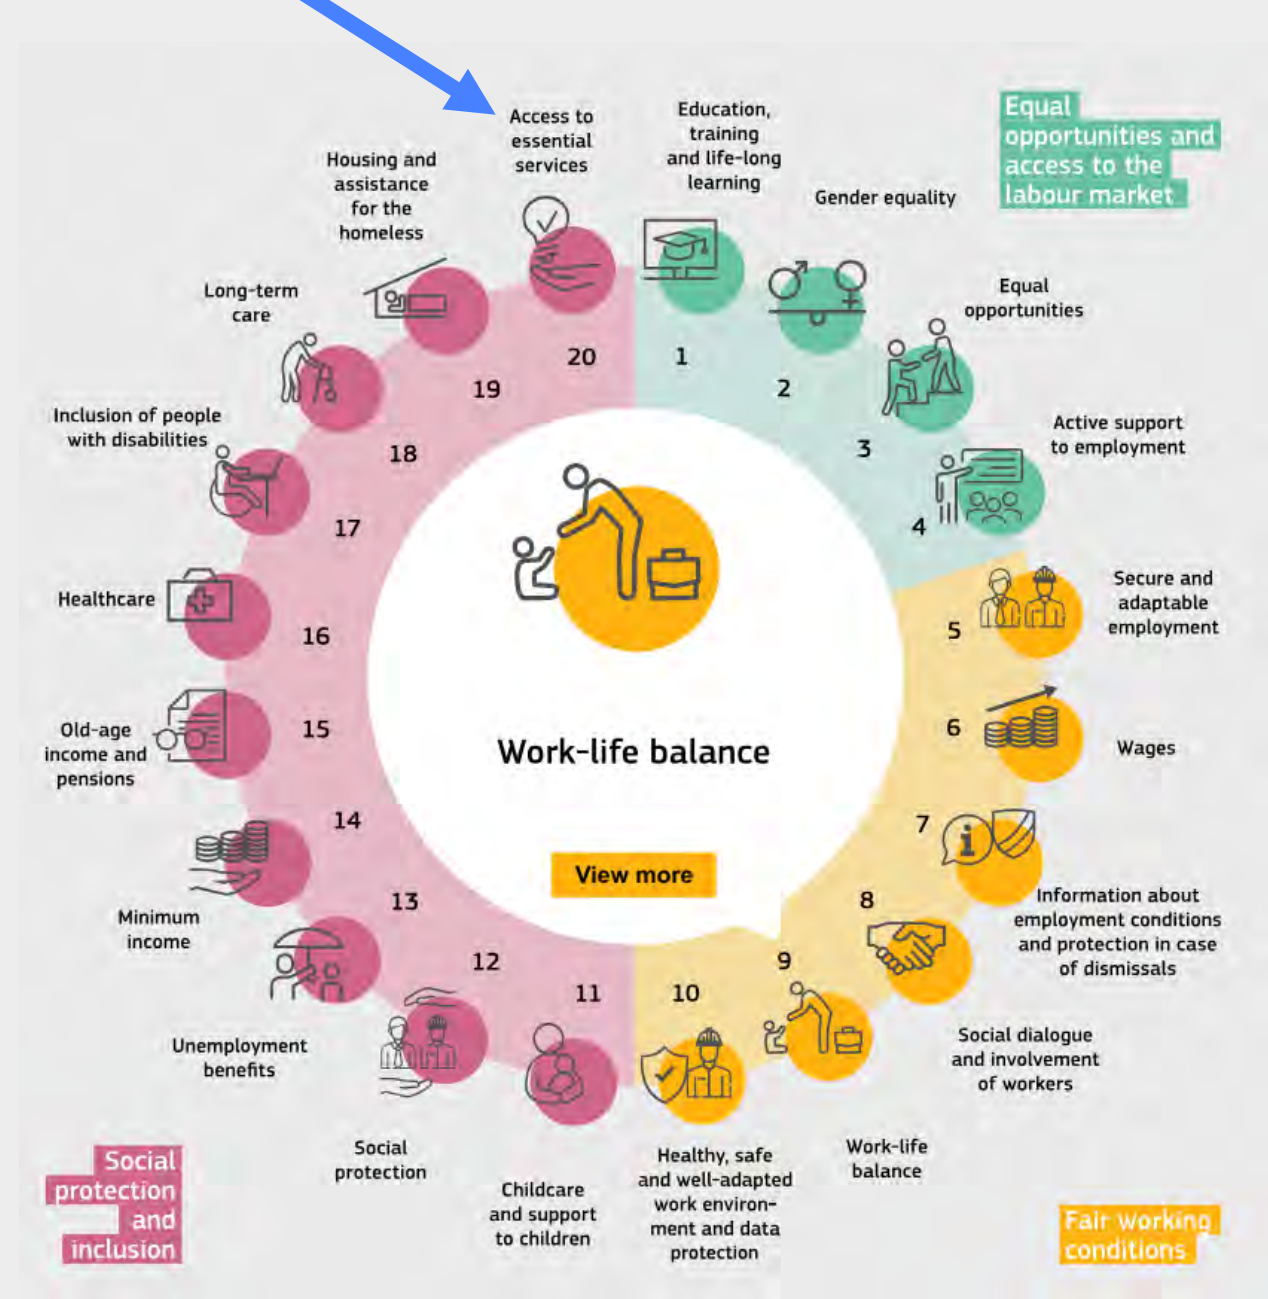 Equal
opportunities and
access to the
labour market
Access to
essential
services
Education,
training
and life-long
learning
Gender equality
Equal
opportunities
Active support
to employment
Secure and
adaptable
employment
Wages
Information about
employment conditions
and protection in case
of dismissals
Social dialogue
and involvement
of workers
Work-life
balance
Healthy, safe
and well-adapted
work environ-
ment and data
protection
Childcare
and support
to children
Social
protection
Unemployment
benefits
Minimum
income
Old-age
income and
pensions
Healthcare
Inclusion of people
with disabilities
Long-term
care
Housing and
assistance
for the
homeless
1
2
3
4
5
6
7
8
9
10
11
12
13
14
15
16
17
18
19
20
i
Work-life balance
View more
Social
protection
and
inclusion
Fair working
conditions